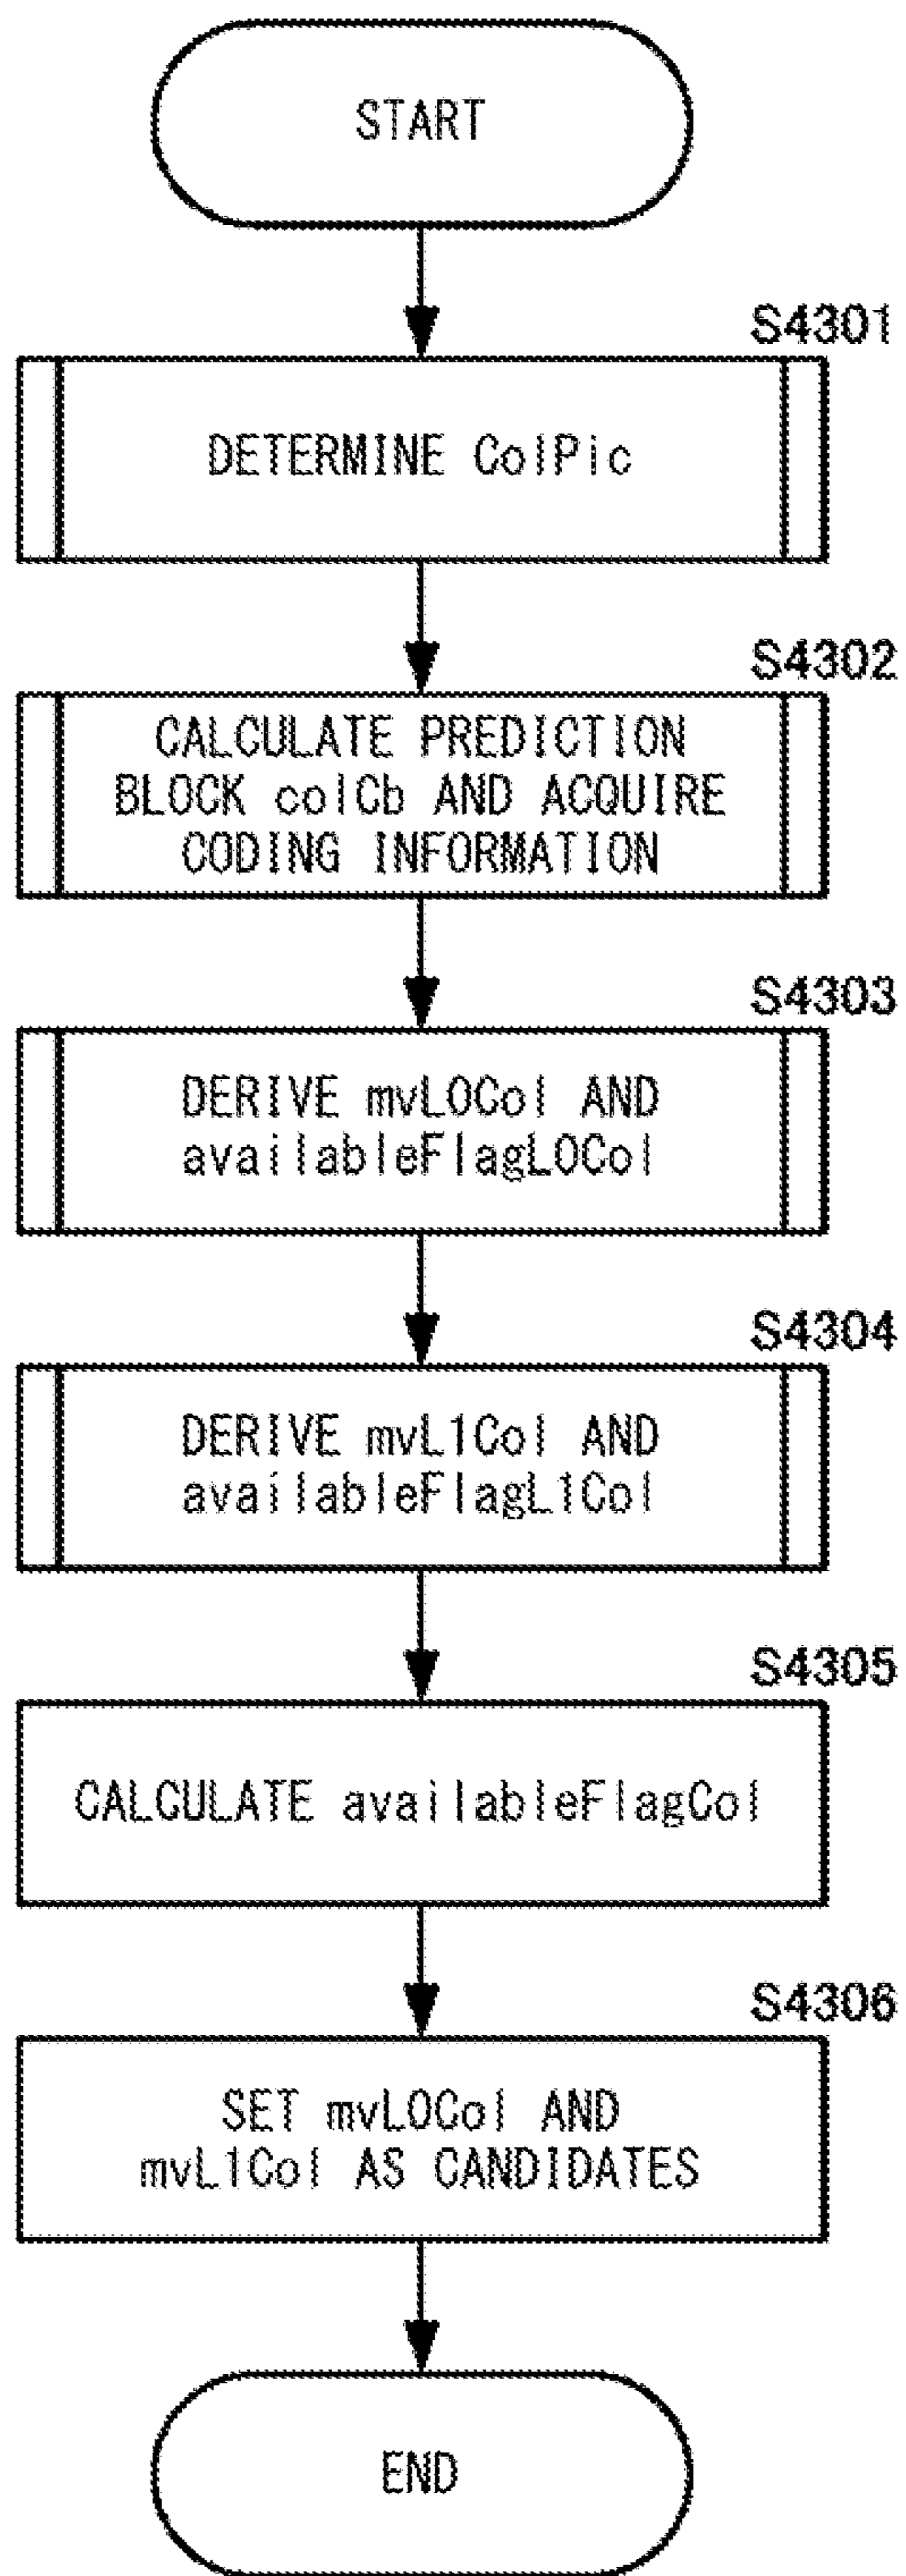 START
S4301
DETERMINE ColPic
S4302
CALCULATE PREDICTION
BLOCK colCb AND ACQUIRE
CODING INFORMATION
S4303
DERIVE mvL0Col AND
availableFlagL0Col
S4304
DERIVE mvL1Col AND
availableFlagL1Col
S4305
CALCULATE availableFlagCol
S4306
SET mvL0Col AND
mvL1Col AS CANDIDATES
END